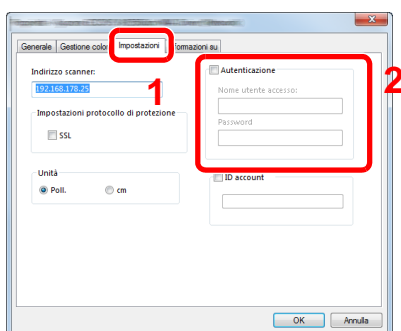 Generale Gestione color Impostazioni formazioni su
1
2
Indirizzo scanner:
192.168.178.25
Impostazioni protocollo di protezione
SSL
Unità
Poll. cm
Autenticazione
Nome utente accesso:
Password
ID account
OK Annulla